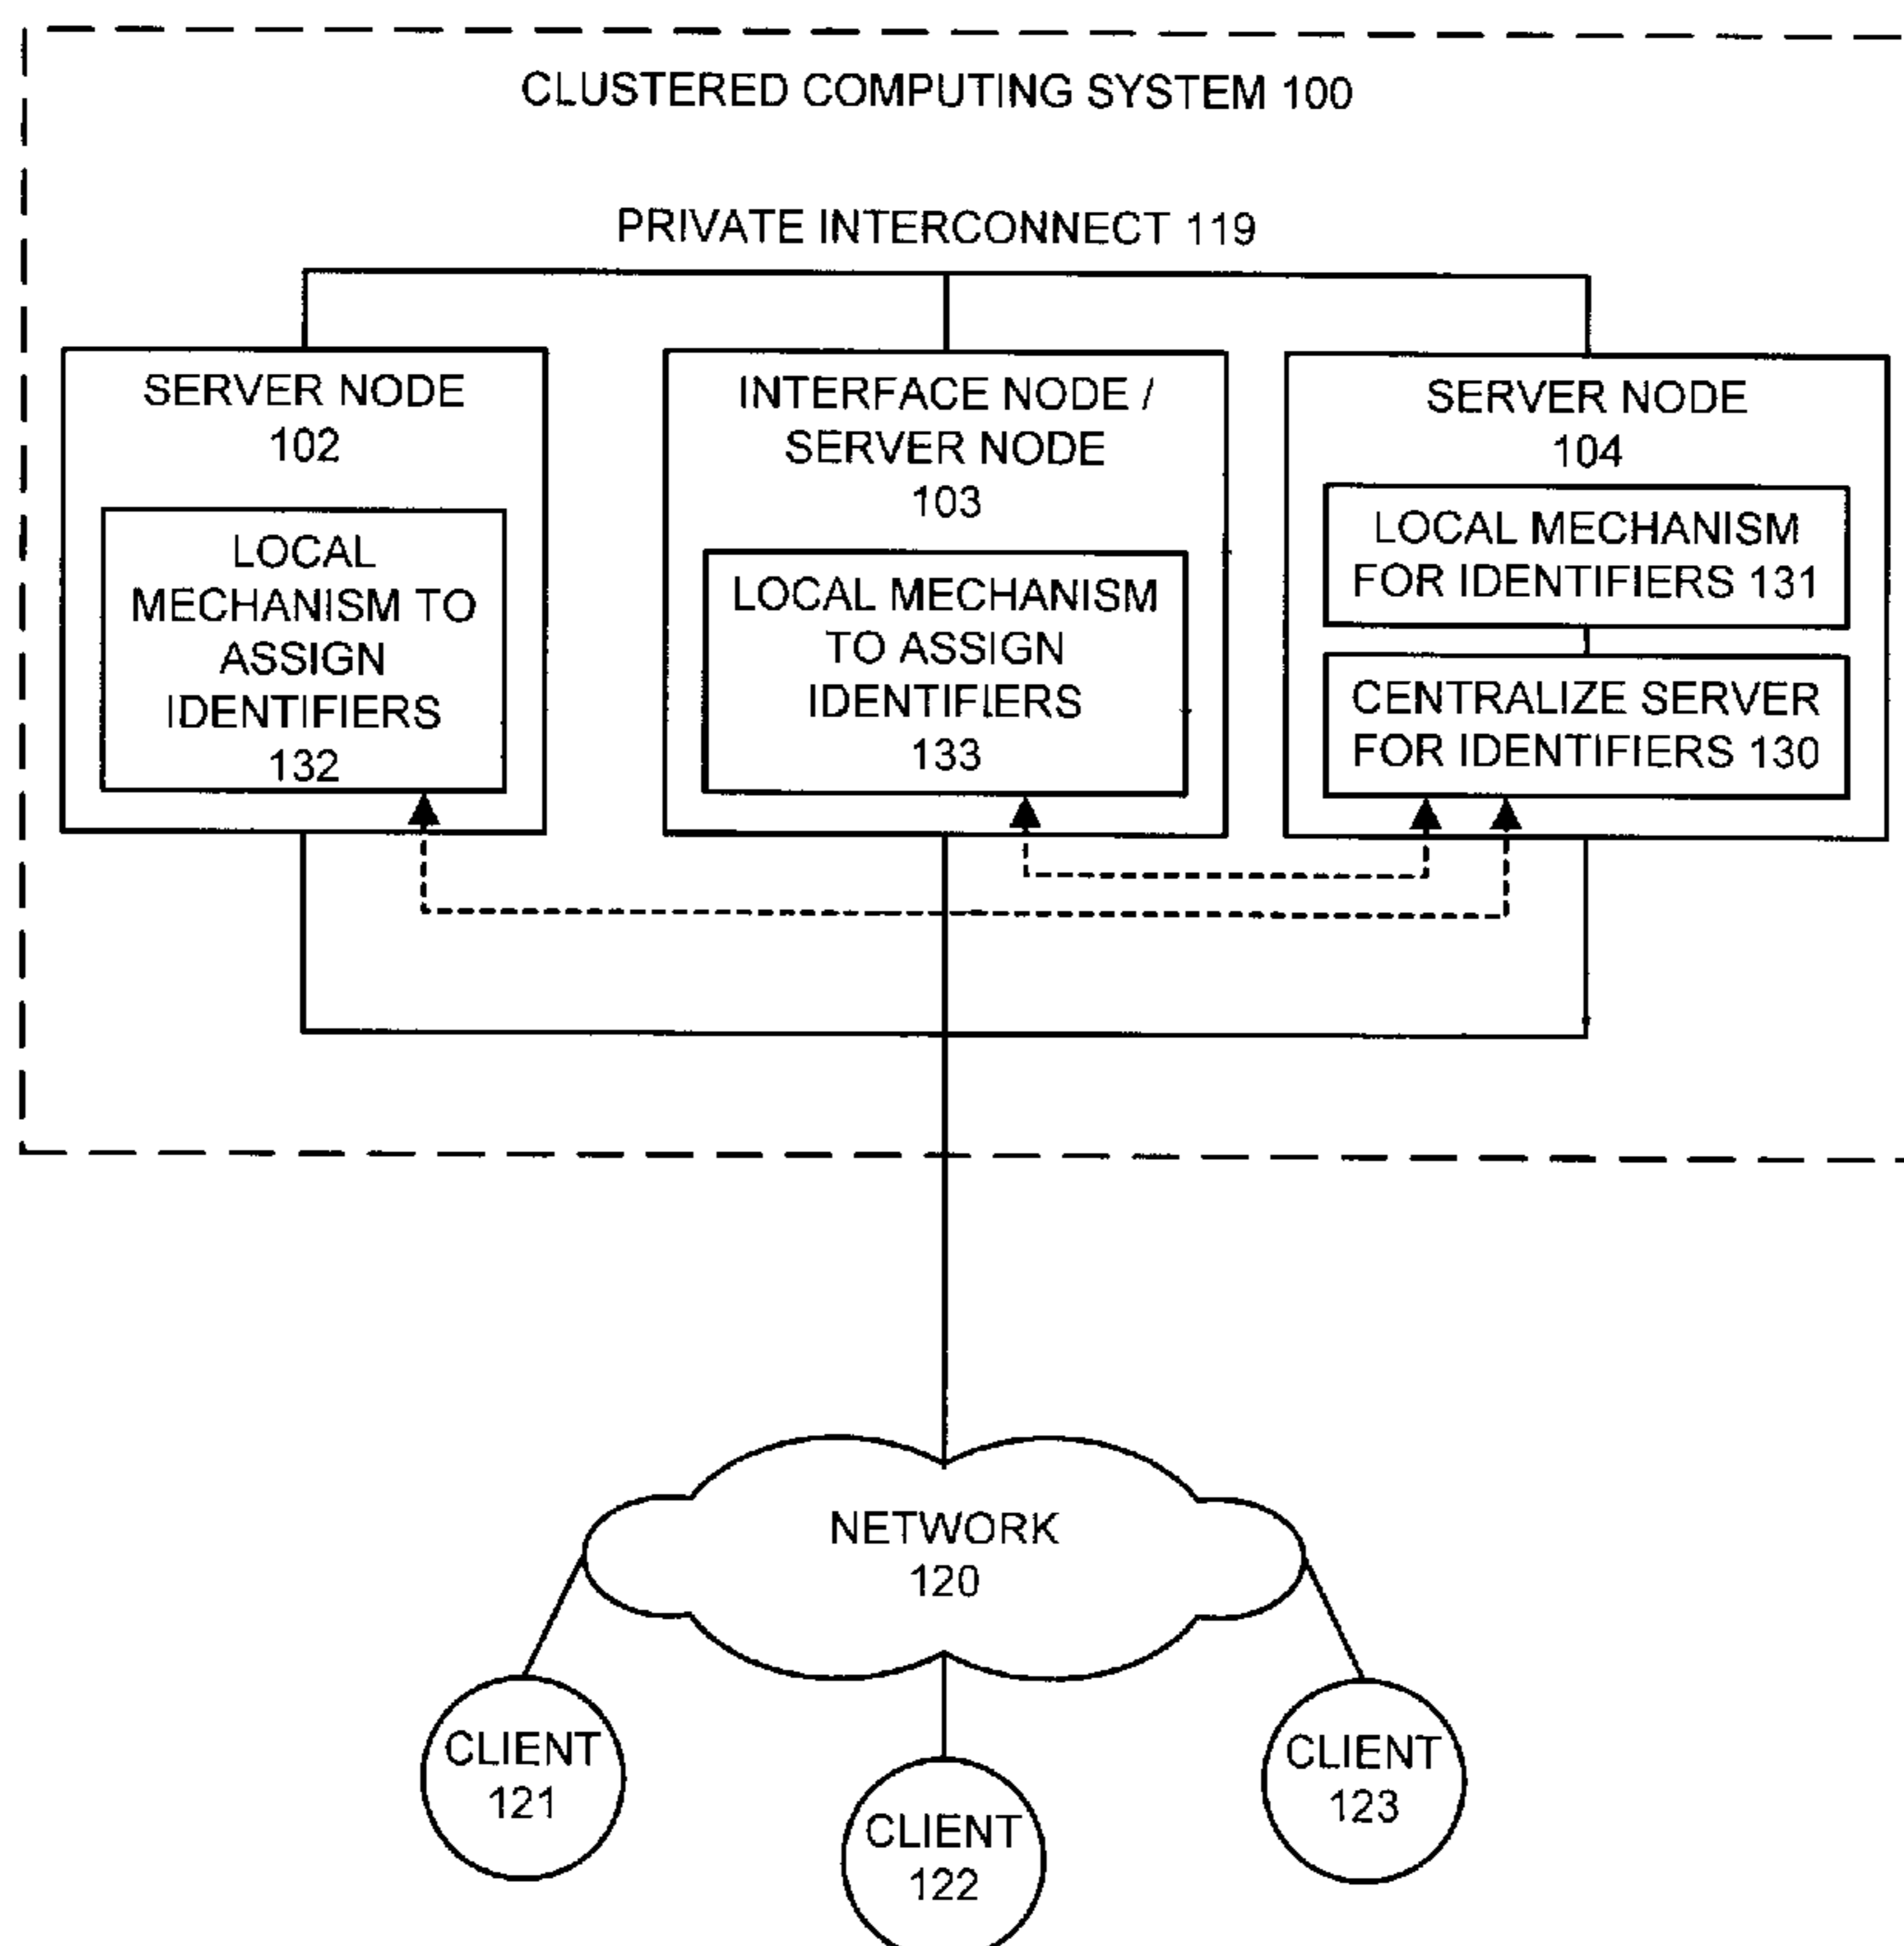 CLUSTERED COMPUTING SYSTEM 100
PRIVATE INTERCONNECT 119
SERVER NODE
102
LOCAL
MECHANISM TO
ASSIGN
IDENTIFIERS
132
INTERFACE NODE /
SERVER NODE
103
LOCAL MECHANISM
TO ASSIGN
IDENTIFIERS
133
SERVER NODE
104
LOCAL MECHANISM
FOR IDENTIFIERS 131
CENTRALIZE SERVER
FOR IDENTIFIERS 130
NETWORK
120
CLIENT
121
CLIENT
122
CLIENT
123